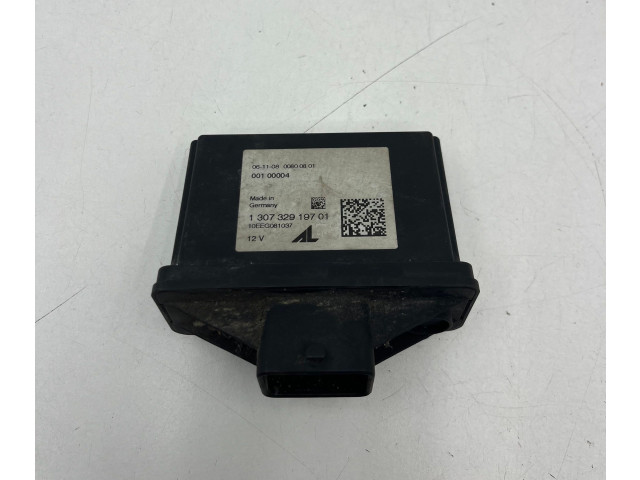 06-11-08 0080:08.01
001 00004
Made in
Germany
1 307 329 197 01
10EEG081037
12 V
AL